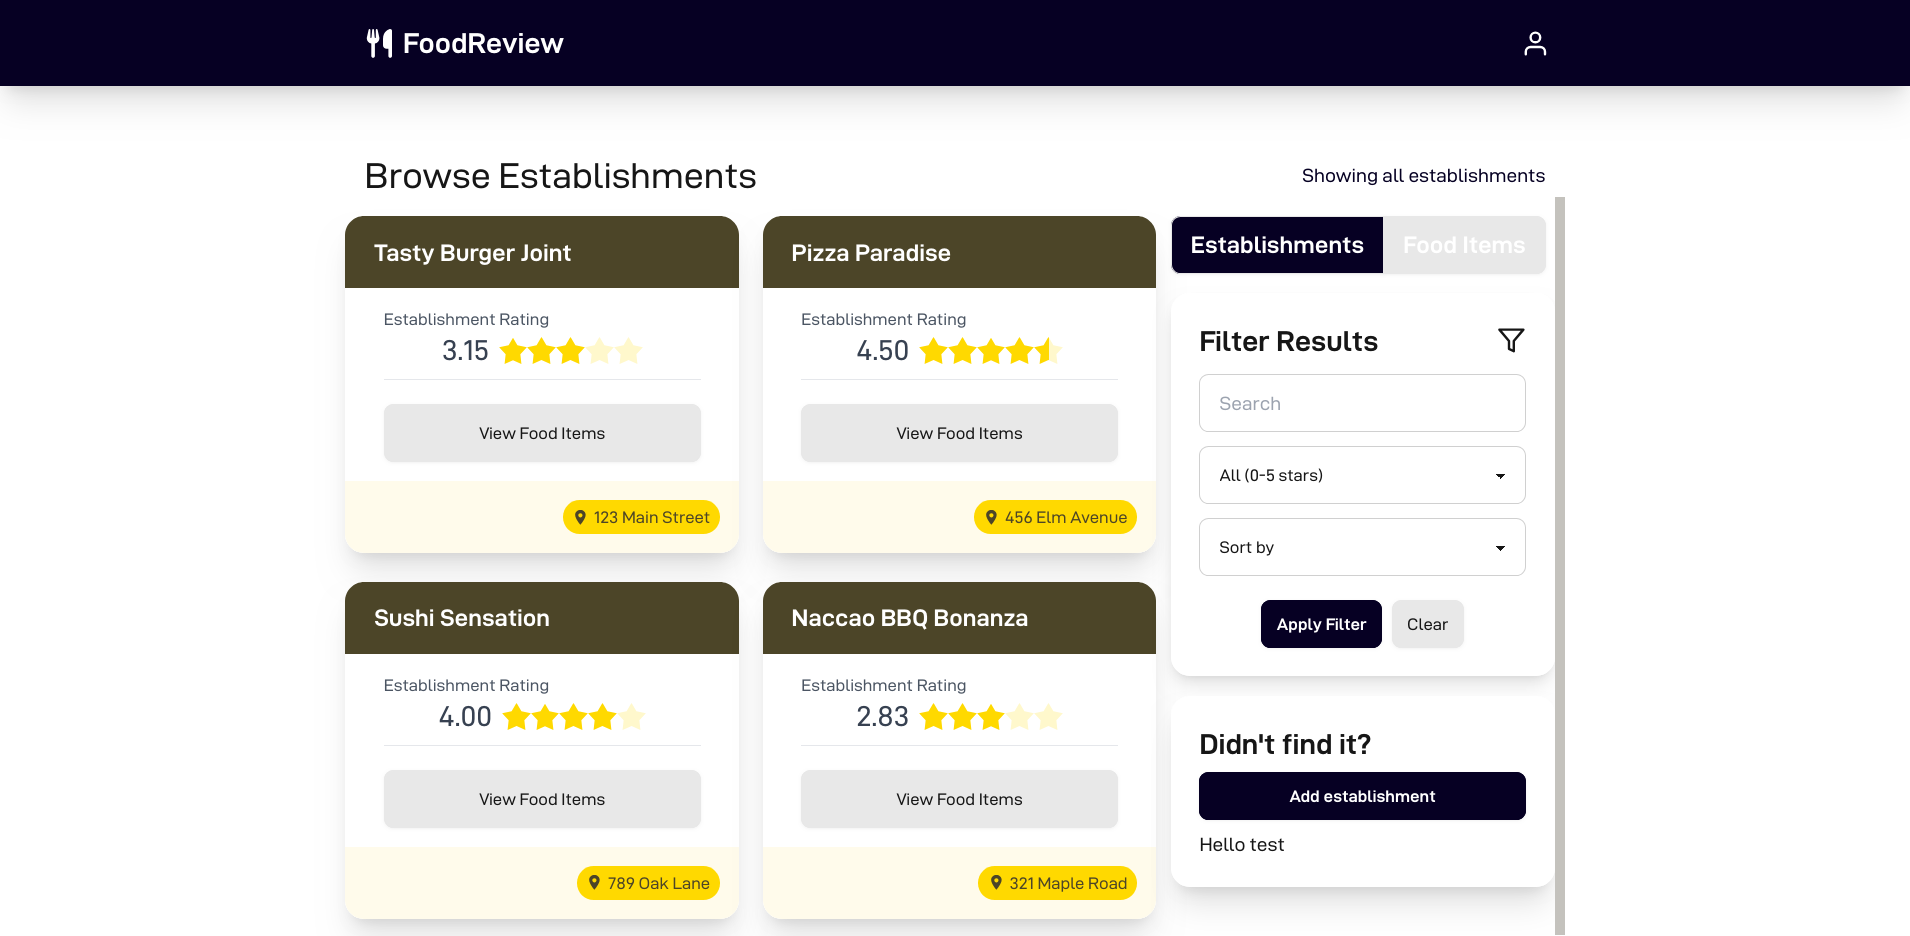 FoodReview
Browse Establishments
Showing all establishments
Tasty Burger Joint
Establishment Rating
3.15
View Food Items
123 Main Street
Pizza Paradise
Establishment Rating
4.50
View Food Items
456 Elm Avenue
Sushi Sensation
Establishment Rating
4.00
View Food Items
789 Oak Lane
Naccao BBQ Bonanza
Establishment Rating
2.83
View Food Items
321 Maple Road
Establishments
Food Items
Filter Results
Search
All (0-5 stars)
Sort by
Apply Filter
Clear
Didn't find it?
Add establishment
Hello test